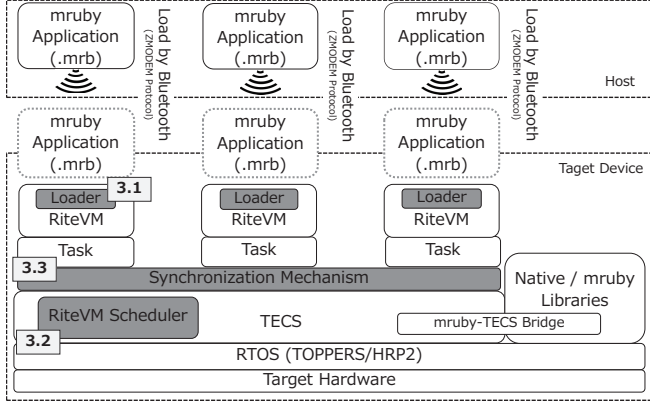 mruby
Application
(.mrb)
Load by Bluetooth
(ZMODEM Protocol)
mruby
Application
(.mrb)
Load by Bluetooth
(ZMODEM Protocol)
mruby
Application
(.mrb)
Load by Bluetooth
(ZMODEM Protocol)
Host
mruby
Application
(.mrb)
mruby
Application
(.mrb)
mruby
Application
(.mrb)
Taget Device
Loader
3.1
RiteVM
Loader
RiteVM
Loader
RiteVM
Task
Task
Task
3.3
Synchronization Mechanism
Native / mruby
Libraries
RiteVM Scheduler
TECS
mruby-TECS Bridge
3.2
RTOS (TOPPERS/HRP2)
Target Hardware